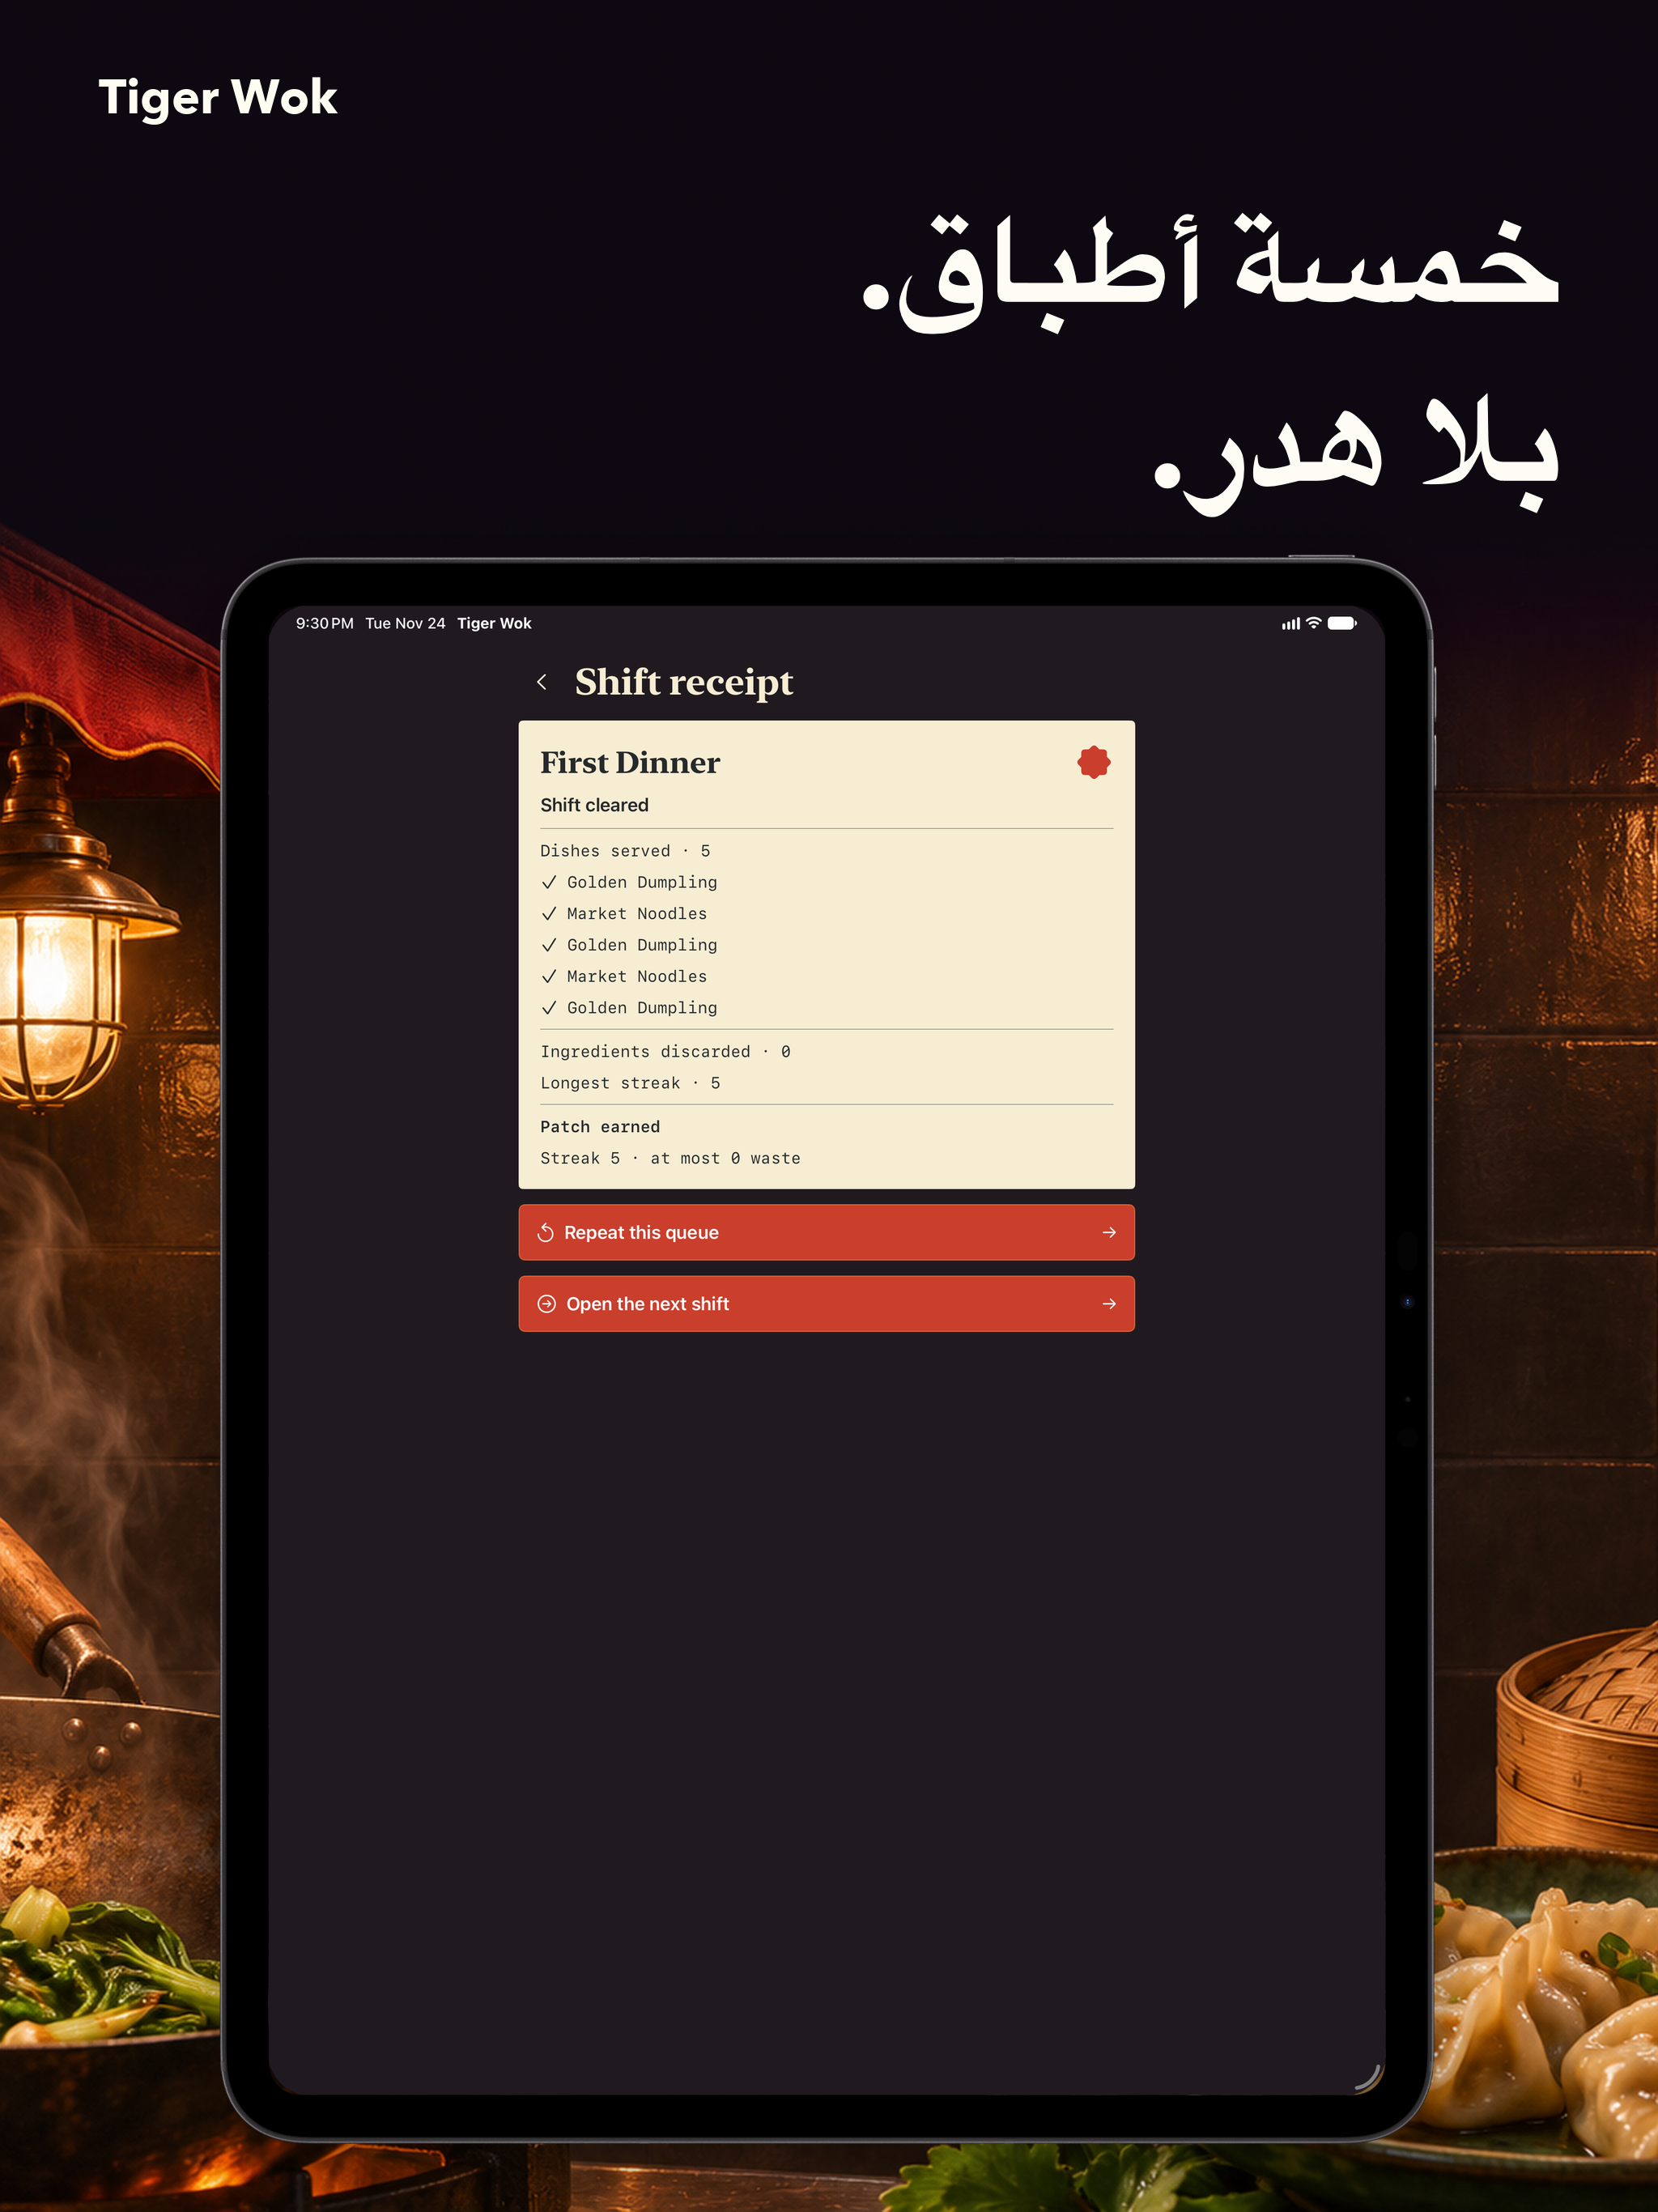 Tiger Wok
خمسة أطباق.
بلا هدر.
9:30 PM Tue Nov 24 Tiger Wok
Shift receipt
First Dinner
Shift cleared
Dishes served · 5
✓ Golden Dumpling
✓ Market Noodles
✓ Golden Dumpling
✓ Market Noodles
✓ Golden Dumpling
Ingredients discarded · 0
Longest streak · 5
Patch earned
Streak 5 · at most 0 waste
Repeat this queue
Open the next shift